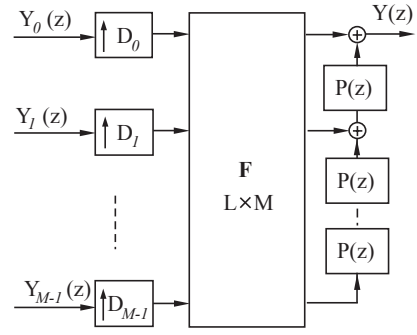 Y0(z)
↑ D0
Y(z)
P(z)
Y1(z)
↑ D1
P(z)
F
L×M
P(z)
YM-1(z)
↑ DM-1